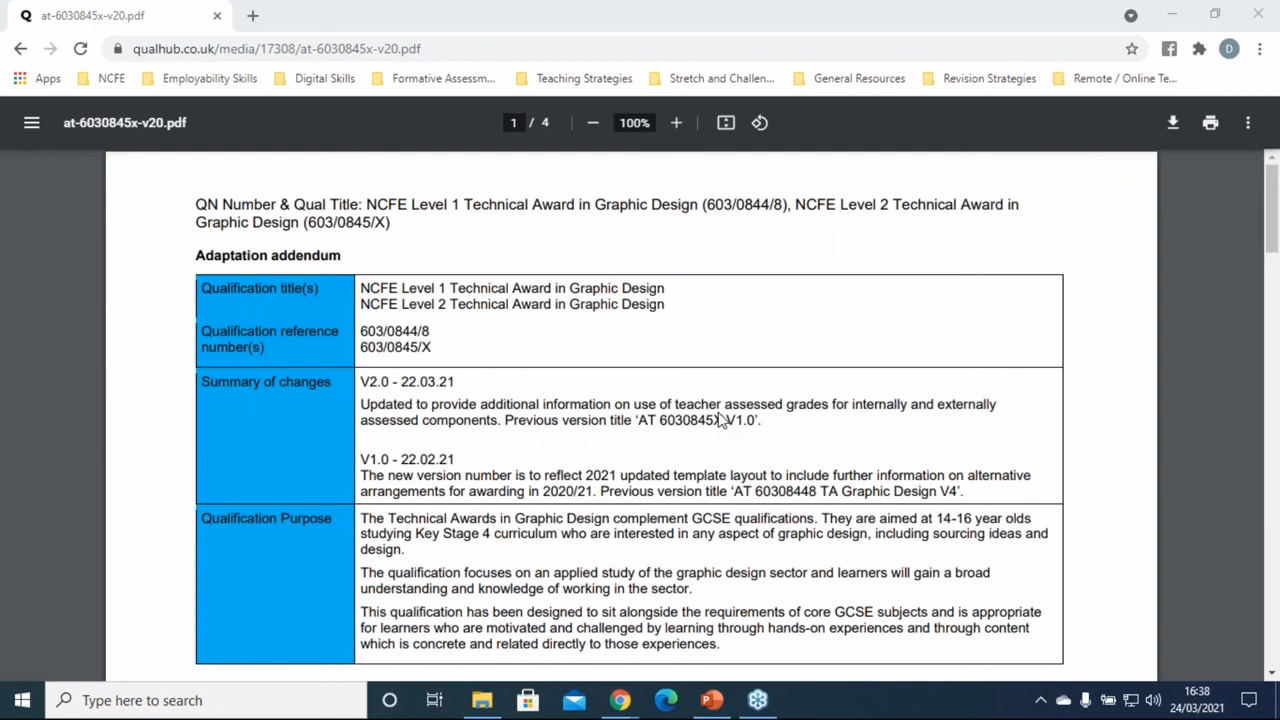 Q at-6030845x-v20.pdf
qualhub.co.uk/media/17308/at-6030845x-v20.pdf
D
Apps NCFE Employability Skills Digital Skills Formative Assessm... Teaching Strategies Stretch and Challen... General Resources Revision Strategies Remote / Online Te...
at-6030845x-v20.pdf 1 / 4 100%
QN Number & Qual Title: NCFE Level 1 Technical Award in Graphic Design (603/0844/8), NCFE Level 2 Technical Award in
Graphic Design (603/0845/X)
Adaptation addendum
Qualification title(s)
NCFE Level 1 Technical Award in Graphic Design
NCFE Level 2 Technical Award in Graphic Design
Qualification reference
number(s)
603/0844/8
603/0845/X
Summary of changes
V2.0 - 22.03.21
Updated to provide additional information on use of teacher assessed grades for internally and externally
assessed components. Previous version title ‘AT 6030845X V1.0’.
V1.0 - 22.02.21
The new version number is to reflect 2021 updated template layout to include further information on alternative
arrangements for awarding in 2020/21. Previous version title ‘AT 60308448 TA Graphic Design V4’.
Qualification Purpose
The Technical Awards in Graphic Design complement GCSE qualifications. They are aimed at 14-16 year olds
studying Key Stage 4 curriculum who are interested in any aspect of graphic design, including sourcing ideas and
design.
The qualification focuses on an applied study of the graphic design sector and learners will gain a broad
understanding and knowledge of working in the sector.
This qualification has been designed to sit alongside the requirements of core GCSE subjects and is appropriate
for learners who are motivated and challenged by learning through hands-on experiences and through content
which is concrete and related directly to those experiences.
Type here to search
16:38
24/03/2021